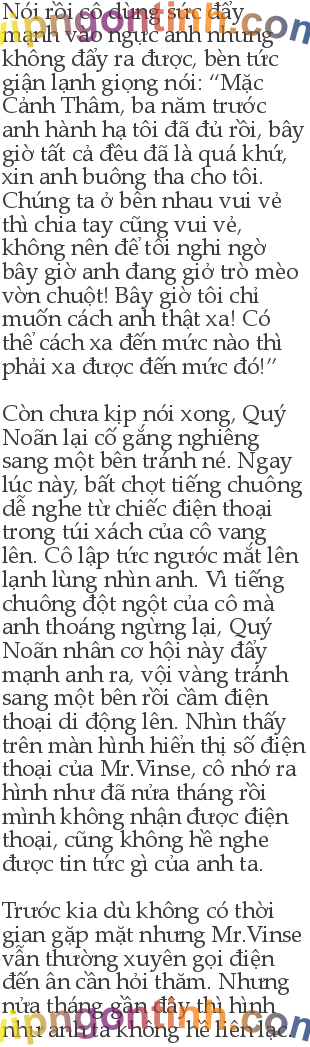 Nói rồi cô dùng sức đẩy
mạnh vào ngực anh nhưng
không đẩy ra được, bèn tức
giận lạnh giọng nói: “Mặc
Cảnh Thâm, ba năm trước
anh hành hạ tôi đã đủ rồi, bây
giờ tất cả đều đã là quá khứ,
xin anh buông tha cho tôi.
Chúng ta ở bên nhau vui vẻ
thì chia tay cũng vui vẻ,
không nên để tôi nghi ngờ
bây giờ anh đang giở trò mèo
vờn chuột! Bây giờ tôi chỉ
muốn cách anh thật xa! Có
thể cách xa đến mức nào thì
phải xa được đến mức đó!”
Còn chưa kịp nói xong, Quý
Noãn lại cố gắng nghiêng
sang một bên tránh né. Ngay
lúc này, bất chợt tiếng chuông
dễ nghe từ chiếc điện thoại
trong túi xách của cô vang
lên. Cô lập tức ngước mắt lên
lạnh lùng nhìn anh. Vì tiếng
chuông đột ngột của cô mà
anh thoáng ngừng lại, Quý
Noãn nhân cơ hội này đẩy
mạnh anh ra, vội vàng tránh
sang một bên rồi cầm điện
thoại di động lên. Nhìn thấy
trên màn hình hiển thị số điện
thoại của Mr.Vinse, cô nhớ ra
hình như đã nửa tháng rồi
mình không nhận được điện
thoại, cũng không hề nghe
được tin tức gì của anh ta.
Trước kia dù không có thời
gian gặp mặt nhưng Mr.Vinse
vẫn thường xuyên gọi điện
đến ân cần hỏi thăm. Nhưng
nửa tháng gần đây thì hình
như anh ta không hề liên lạc.
vipngontinh.com
vipngontinh.com